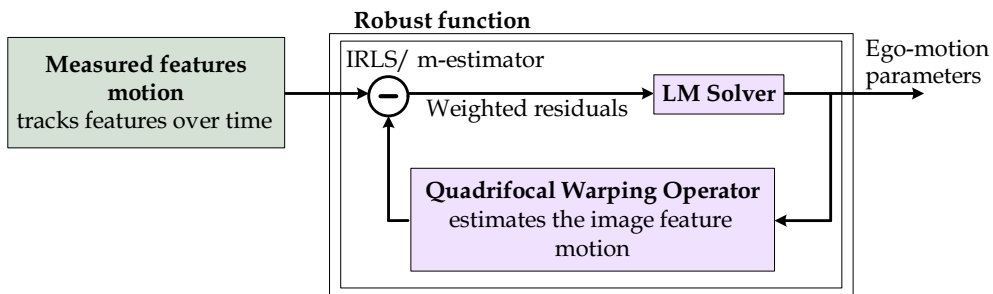 Robust function
Measured features
motion
tracks features over time
IRLS/ m-estimator
−
Weighted residuals
LM Solver
Ego-motion
parameters
Quadrifocal Warping Operator
estimates the image feature
motion